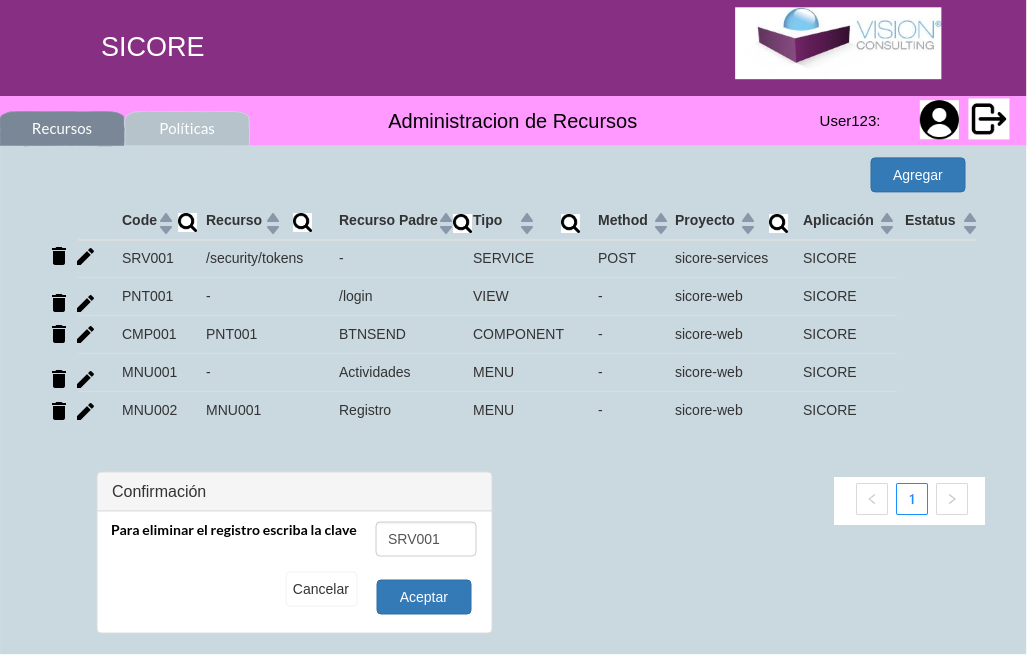 SICORE
VISION®
CONSULTING
Recursos Políticas Administracion de Recursos User123:
Agregar
Code Recurso Recurso Padre Tipo Method Proyecto Aplicación Estatus
SRV001 /security/tokens - SERVICE POST sicore-services SICORE
PNT001 - /login VIEW - sicore-web SICORE
CMP001 PNT001 BTNSEND COMPONENT - sicore-web SICORE
MNU001 - Actividades MENU - sicore-web SICORE
MNU002 MNU001 Registro MENU - sicore-web SICORE
Confirmación
Para eliminar el registro escriba la clave SRV001
Cancelar Aceptar
< 1 >